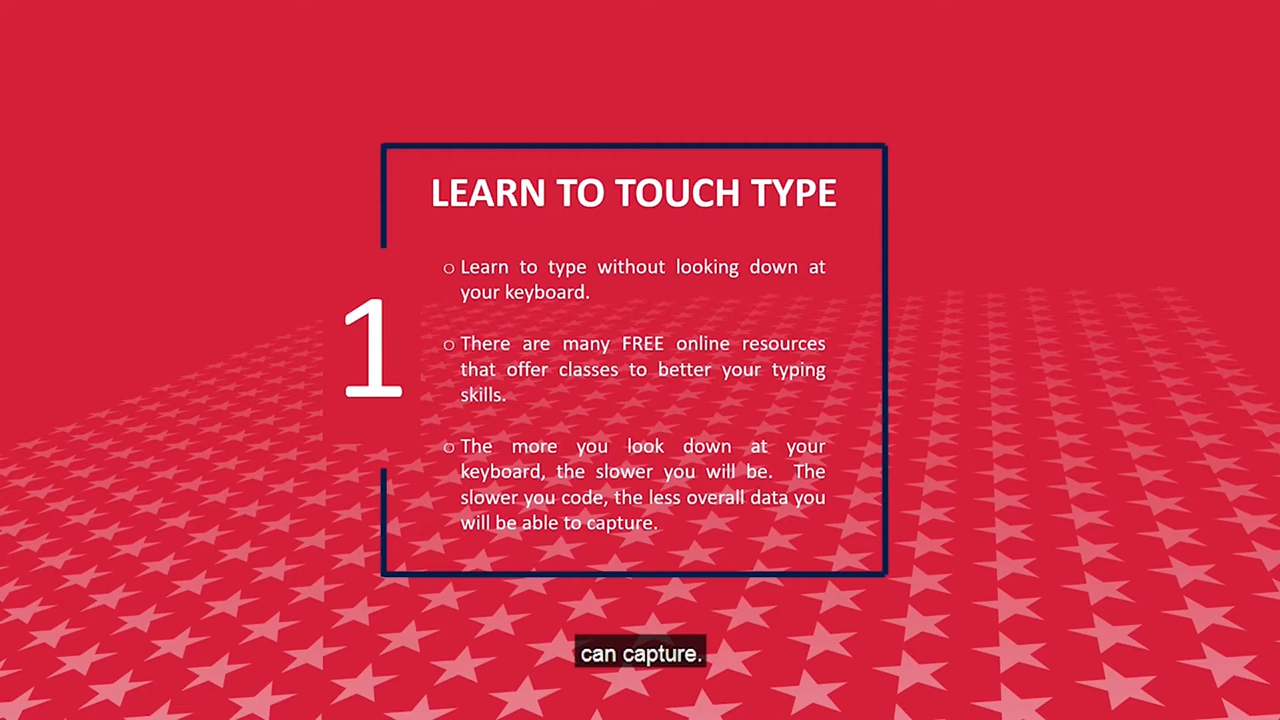 LEARN TO TOUCH TYPE
1
○ Learn to type without looking down at
your keyboard.
○ There are many FREE online resources
that offer classes to better your typing
skills.
○ The more you look down at your
keyboard, the slower you will be. The
slower you code, the less overall data you
will be able to capture.
can capture.